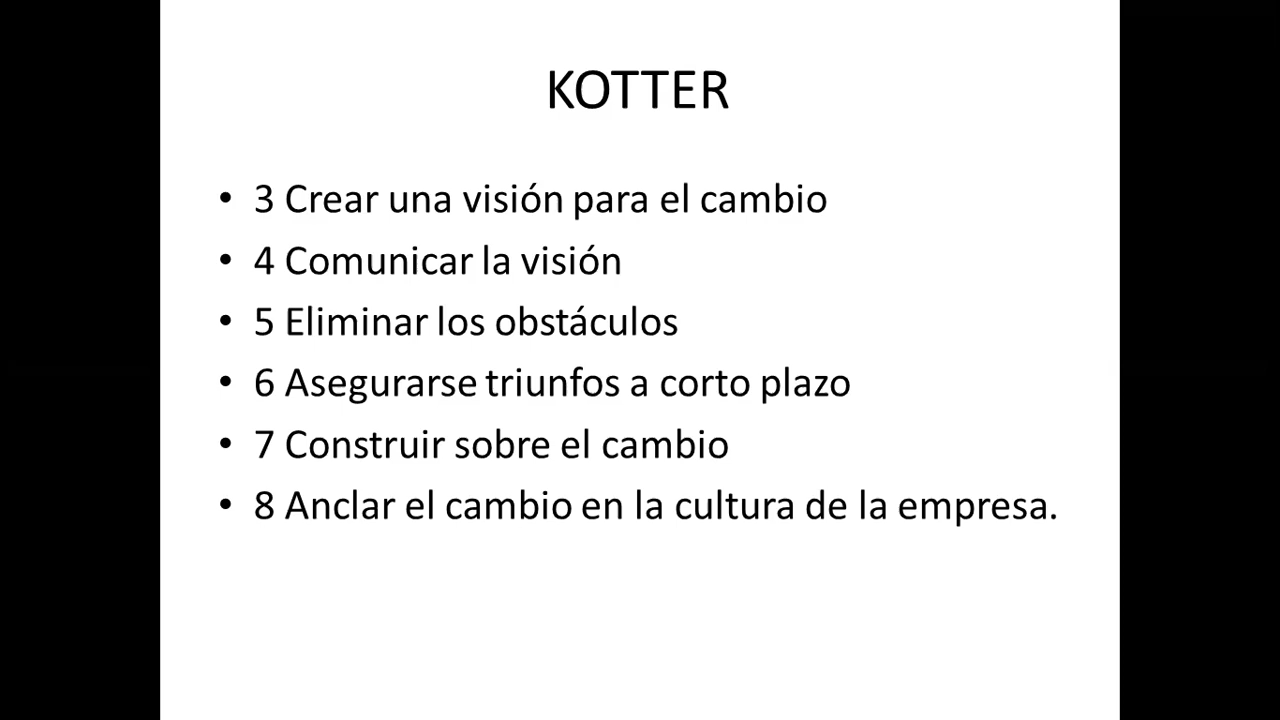 KOTTER
• 3 Crear una visión para el cambio
• 4 Comunicar la visión
• 5 Eliminar los obstáculos
• 6 Asegurarse triunfos a corto plazo
• 7 Construir sobre el cambio
• 8 Anclar el cambio en la cultura de la empresa.